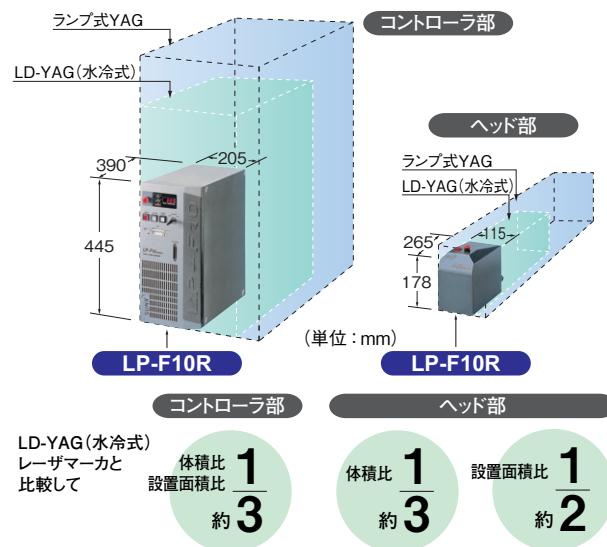 ランプ式YAG
コントローラ部
LD-YAG(水冷式)
390
205
445
LP-F10R
ヘッド部
ランプ式YAG
LD-YAG(水冷式)
265
115
178
(単位:mm)
LP-F10R
コントローラ部
ヘッド部
LD-YAG(水冷式)
レーザマーカと
比較して
体積比
設置面積比
約1/3
体積比
約1/3
設置面積比
約1/2